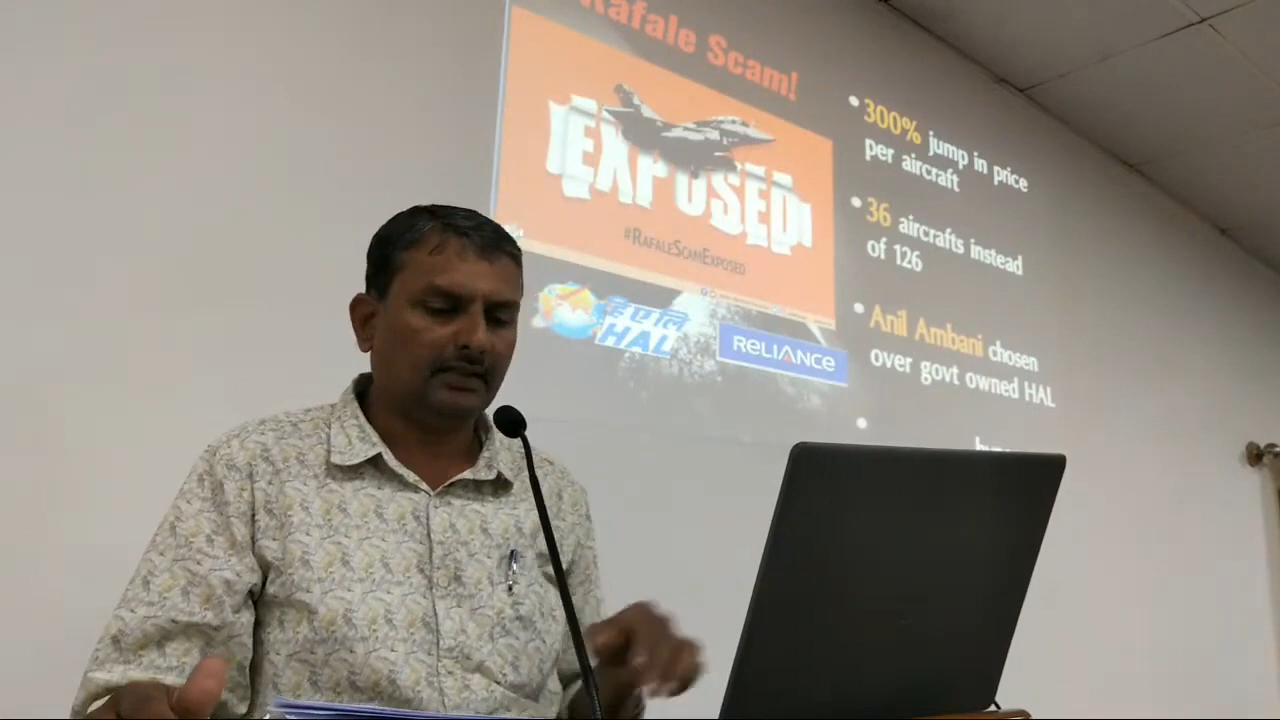 Rafale Scam!
EXPOSED
#RAFALESCAMEXPOSED
हिएलि
HAL
RELIANCE
300% jump in price
per aircraft
36 aircrafts instead
of 126
Anil Ambani chosen
over govt owned HAL